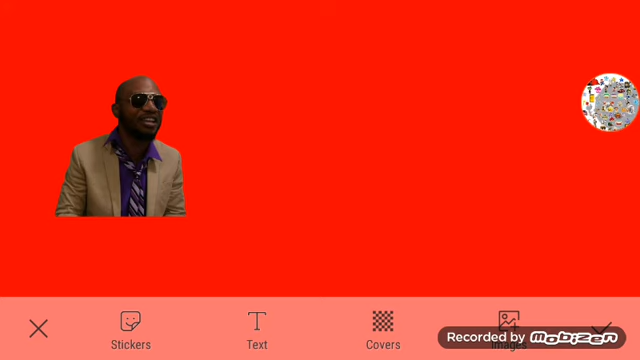 Stickers
Text
Covers
Images
Recorded by mobizen